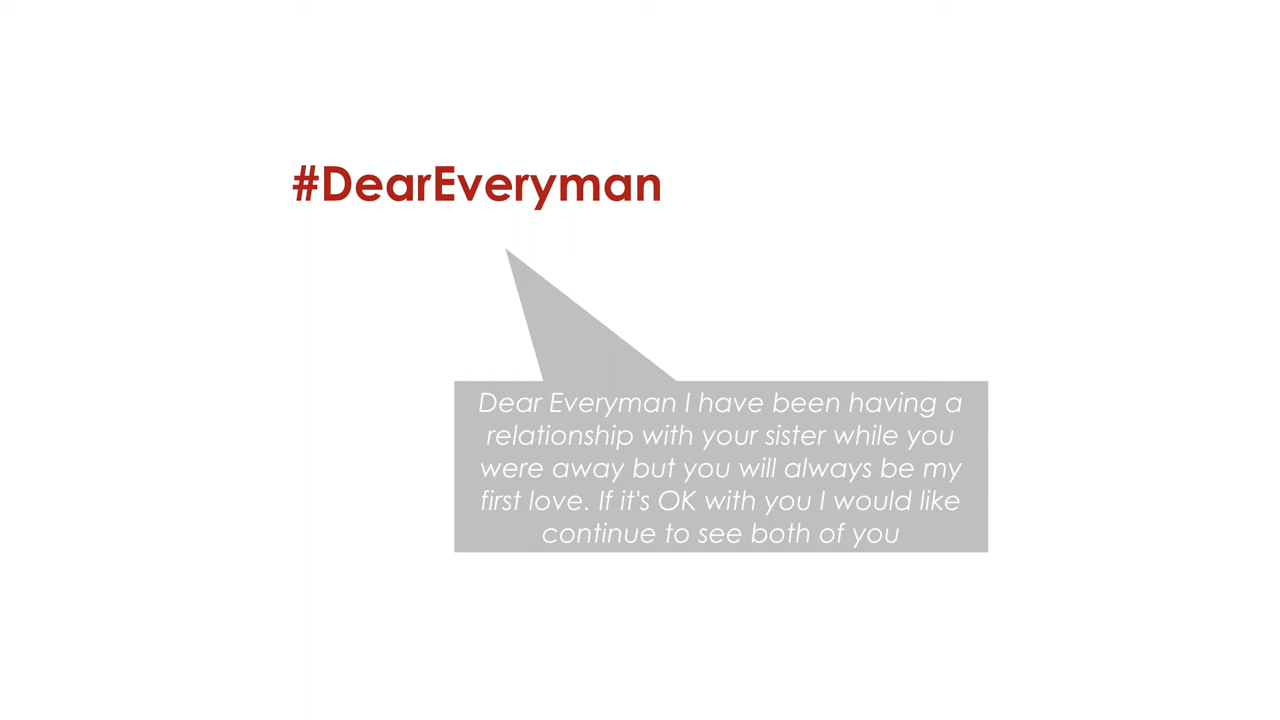 #DearEveryman
Dear Everyman I have been having a
relationship with your sister while you
were away but you will always be my
first love. If it's OK with you I would like
continue to see both of you